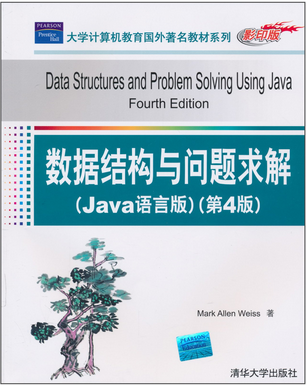 PEARSON
Prentice Hall
大学计算机教育国外著名教材系列
影印版
Data Structures and Problem Solving Using Java
Fourth Edition
数据结构与问题求解
（Java语言版）（第4版）
Mark Allen Weiss 著
Education
清华大学出版社